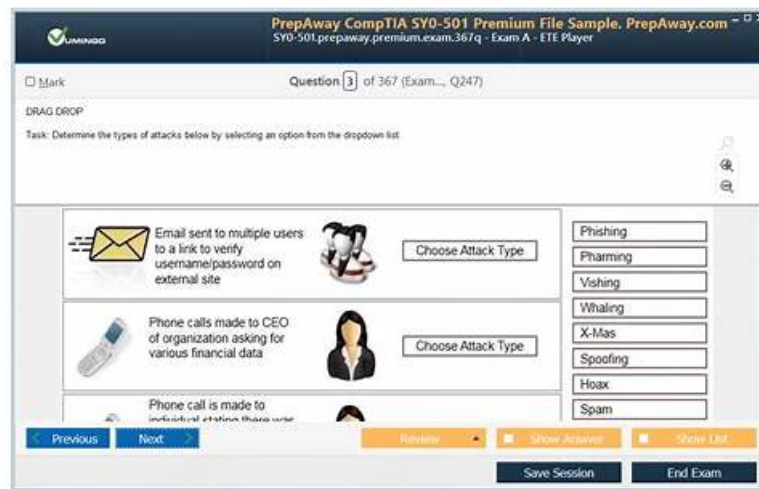 Vumingo
PrepAway CompTIA SY0-501 Premium File Sample. PrepAway.com
SY0-501.prepaway.premium.exam.367q - Exam A - ETE Player
Mark
Question 3 of 367 (Exam..., Q247)
DRAG DROP
Task: Determine the types of attacks below by selecting an option from the dropdown list
Email sent to multiple users
to a link to verify
username/password on
external site
Choose Attack Type
Phone calls made to CEO
of organization asking for
various financial data
Choose Attack Type
Phone call is made to
individual stating there was
Phishing
Pharming
Vishing
Whaling
X-Mas
Spoofing
Hoax
Spam
Previous
Next
Review
Show Answer
Show List
Save Session
End Exam